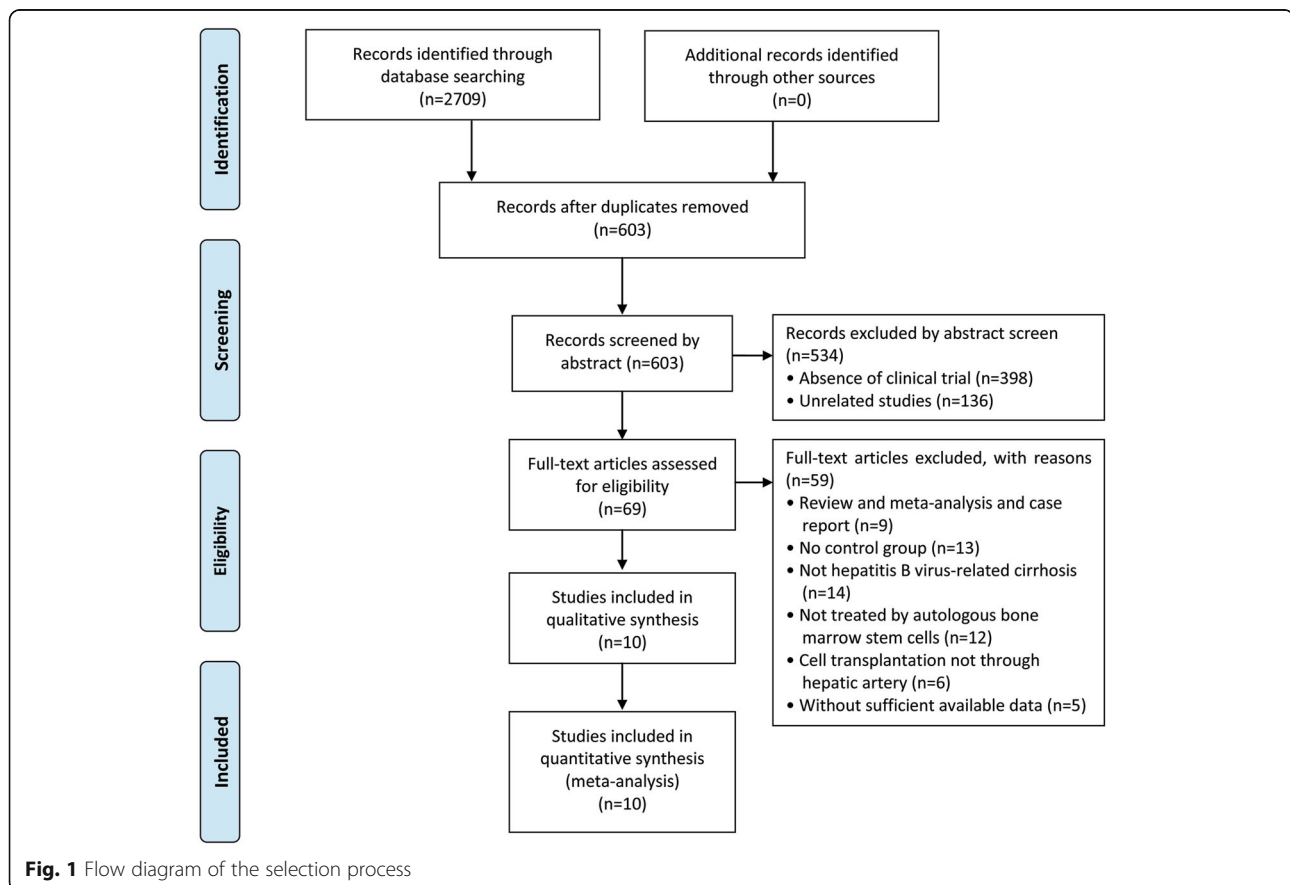 Identification
Records identified through
database searching
(n=2709)
Additional records identified
through other sources
(n=0)
Records after duplicates removed
(n=603)
Screening
Records screened by
abstract (n=603)
Records excluded by abstract screen
(n=534)
• Absence of clinical trial (n=398)
• Unrelated studies (n=136)
Eligibility
Full-text articles assessed
for eligibility
(n=69)
Full-text articles excluded, with reasons
(n=59)
• Review and meta-analysis and case
report (n=9)
• No control group (n=13)
• Not hepatitis B virus-related cirrhosis
(n=14)
• Not treated by autologous bone
marrow stem cells (n=12)
• Cell transplantation not through
hepatic artery (n=6)
• Without sufficient available data (n=5)
Studies included in
qualitative synthesis
(n=10)
Included
Studies included in
quantitative synthesis
(meta-analysis)
(n=10)
Fig. 1 Flow diagram of the selection process